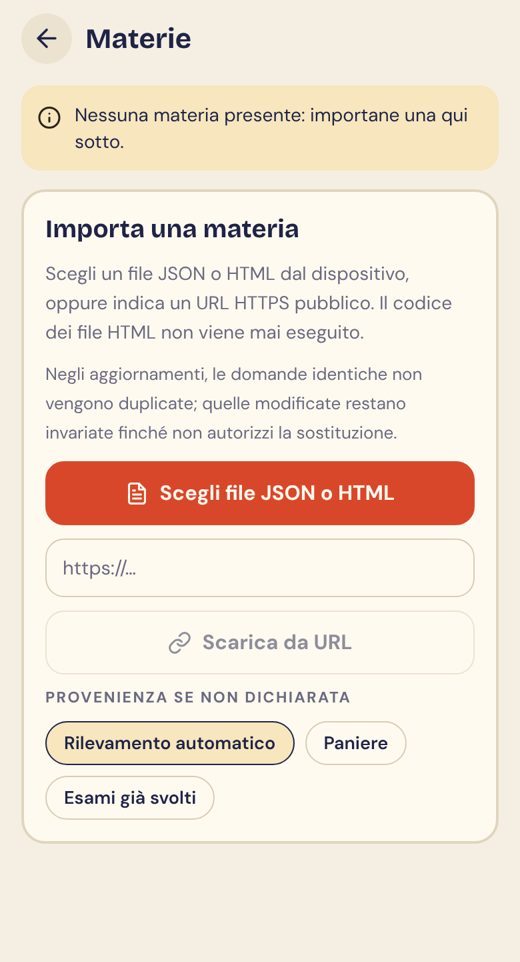 Materie
Nessuna materia presente: importane una qui
sotto.
Importa una materia
Scegli un file JSON o HTML dal dispositivo,
oppure indica un URL HTTPS pubblico. Il codice
dei file HTML non viene mai eseguito.
Negli aggiornamenti, le domande identiche non
vengono duplicate; quelle modificate restano
invariate finché non autorizzi la sostituzione.
Scegli file JSON o HTML
https://...
Scarica da URL
PROVENIENZA SE NON DICHIARATA
Rilevamento automatico
Paniere
Esami già svolti